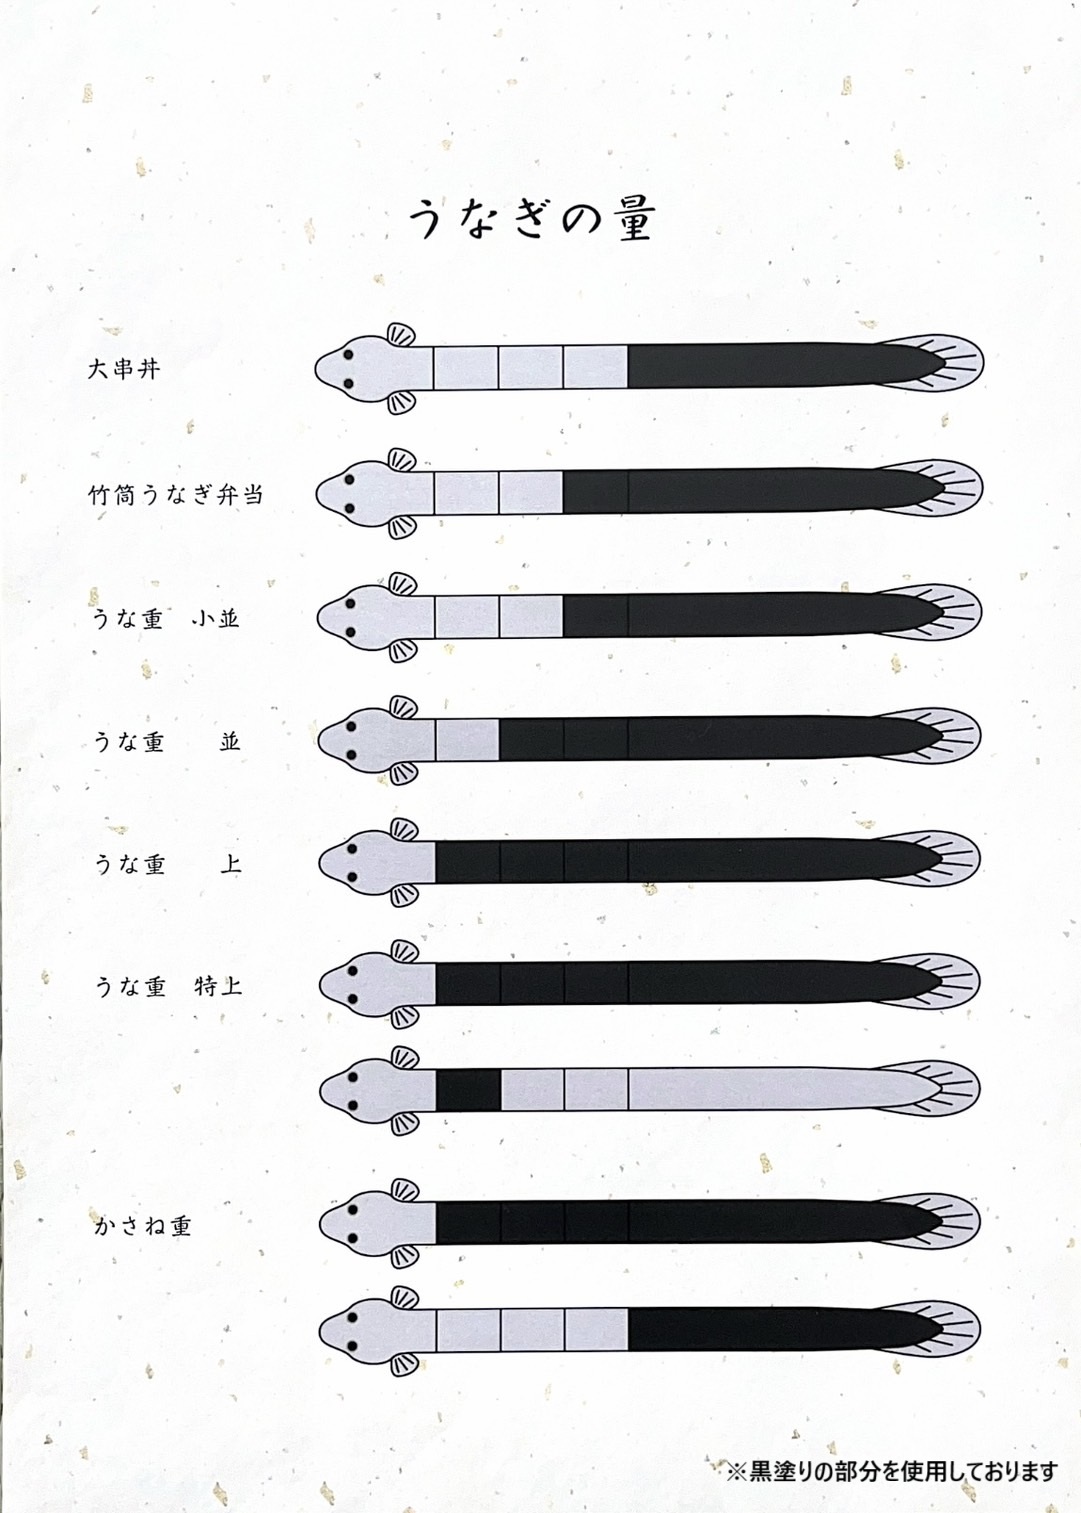 うなぎの量
大串丼
竹筒うなぎ弁当
うな重　小並
うな重　　並
うな重　　上
うな重　特上
かさね重
※黒塗りの部分を使用しております